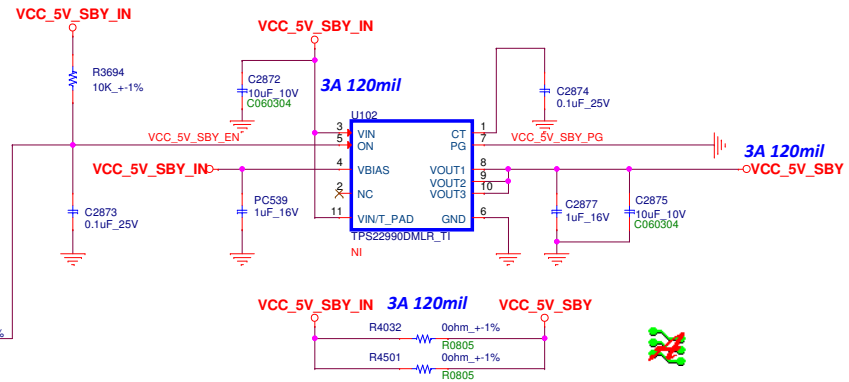 VCC_5V_SBY_IN
VCC_5V_SBY_IN
R3694
10K_+-1%
C2872
10uF_10V
C060304
3A 120mil
C2874
0.1uF_25V
U102
VCC_5V_SBY_EN
3
VIN
CT
1
5
ON
PG
7
VCC_5V_SBY_PG
3A 120mil
VCC_5V_SBY_IN
4
VBIAS
VOUT1
8
VCC_5V_SBY
VOUT2
9
2
NC
VOUT3
10
C2873
0.1uF_25V
PC539
1uF_16V
11
VIN/T_PAD
GND
6
C2877
1uF_16V
C2875
10uF_10V
C060304
TPS22990DMLR_TI
NI
VCC_5V_SBY_IN
3A 120mil
VCC_5V_SBY
R4032
0ohm_+-1%
R0805
R4501
0ohm_+-1%
R0805